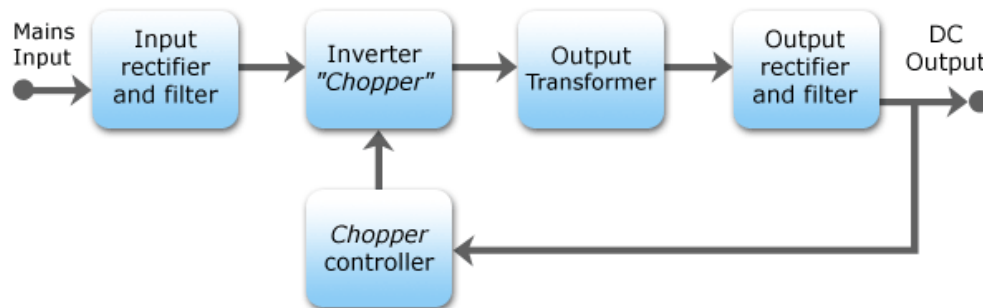 Mains
Input
Input
rectifier
and filter
Inverter
"Chopper"
Output
Transformer
Output
rectifier
and filter
DC
Output
Chopper
controller